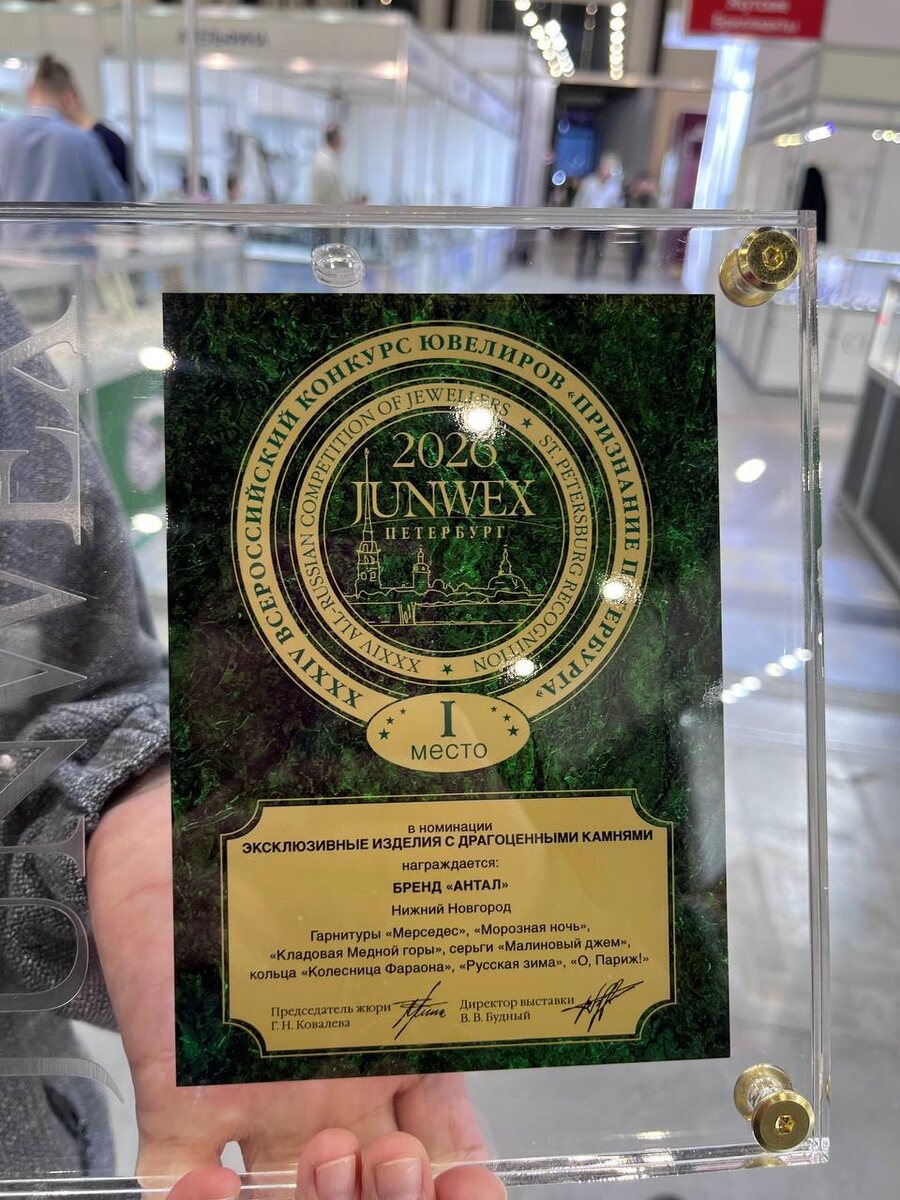 XXXIV ВСЕРОССИЙСКИЙ КОНКУРС ЮВЕЛИРОВ «ПРИЗНАНИЕ ПЕТЕРБУРГА»
XXXIV ALL-RUSSIAN COMPETITION OF JEWELLERS ★ ST. PETERSBURG RECOGNITION ★
2026
JUNWEX
ПЕТЕРБУРГ
I
место
в номинации
ЭКСКЛЮЗИВНЫЕ ИЗДЕЛИЯ С ДРАГОЦЕННЫМИ КАМНЯМИ
награждается:
БРЕНД «АНТАЛ»
Нижний Новгород
Гарнитуры «Мерседес», «Морозная ночь»,
«Кладовая Медной горы», серьги «Малиновый джем»,
кольца «Колесница Фараона», «Русская зима», «О, Париж!»
Председатель жюри
Г. Н. Ковалева
Директор выставки
В. В. Будный
JUNWEX